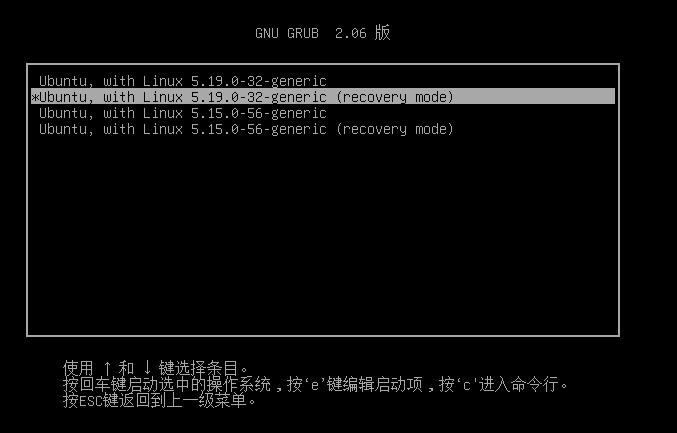 GNU GRUB  2.06 版
Ubuntu, with Linux 5.19.0-32-generic
*Ubuntu, with Linux 5.19.0-32-generic (recovery mode)
Ubuntu, with Linux 5.15.0-56-generic
Ubuntu, with Linux 5.15.0-56-generic (recovery mode)
使用 ↑ 和 ↓ 键选择条目。
按回车键启动选中的操作系统，按‘e’键编辑启动项，按‘c'进入命令行。
按ESC键返回到上一级菜单。